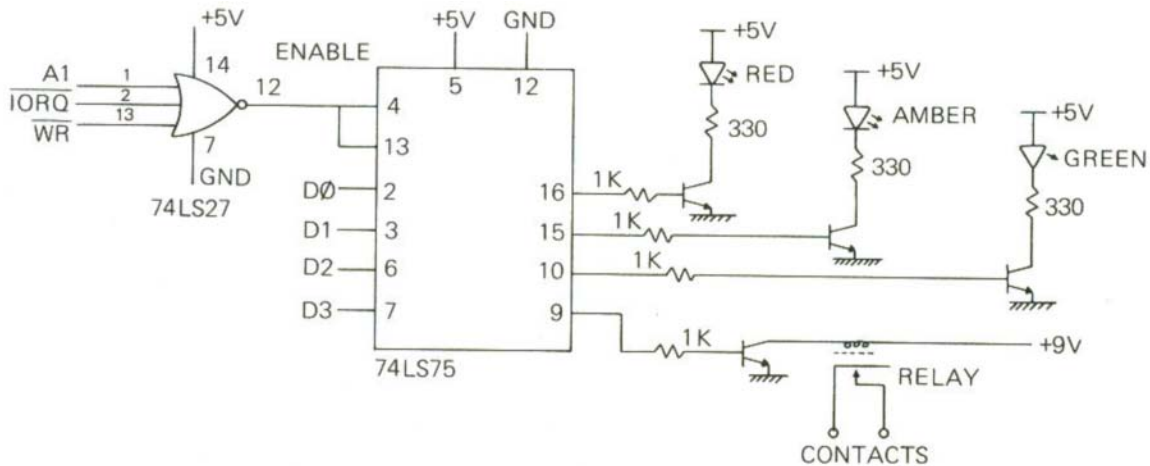 +5V
14
A1 1
IORQ 2
WR 13
12
7
GND
74LS27
ENABLE
+5V GND
5 12
4
13
DØ 2
D1 3
D2 6
D3 7
16
15
10
9
74LS75
+5V
RED
330
1K
+5V
AMBER
330
1K
+5V
GREEN
330
1K
1K
+9V
RELAY
CONTACTS